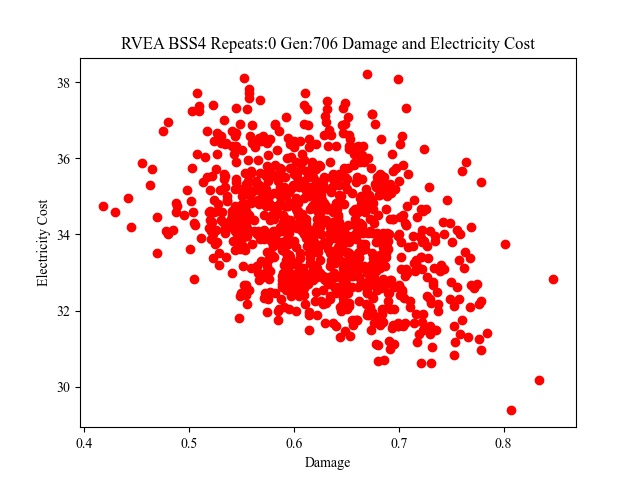 RVEA BSS4 Repeats:0 Gen:706 Damage and Electricity Cost
38
36
34
32
30
Electricity Cost
0.4 0.5 0.6 0.7 0.8
Damage